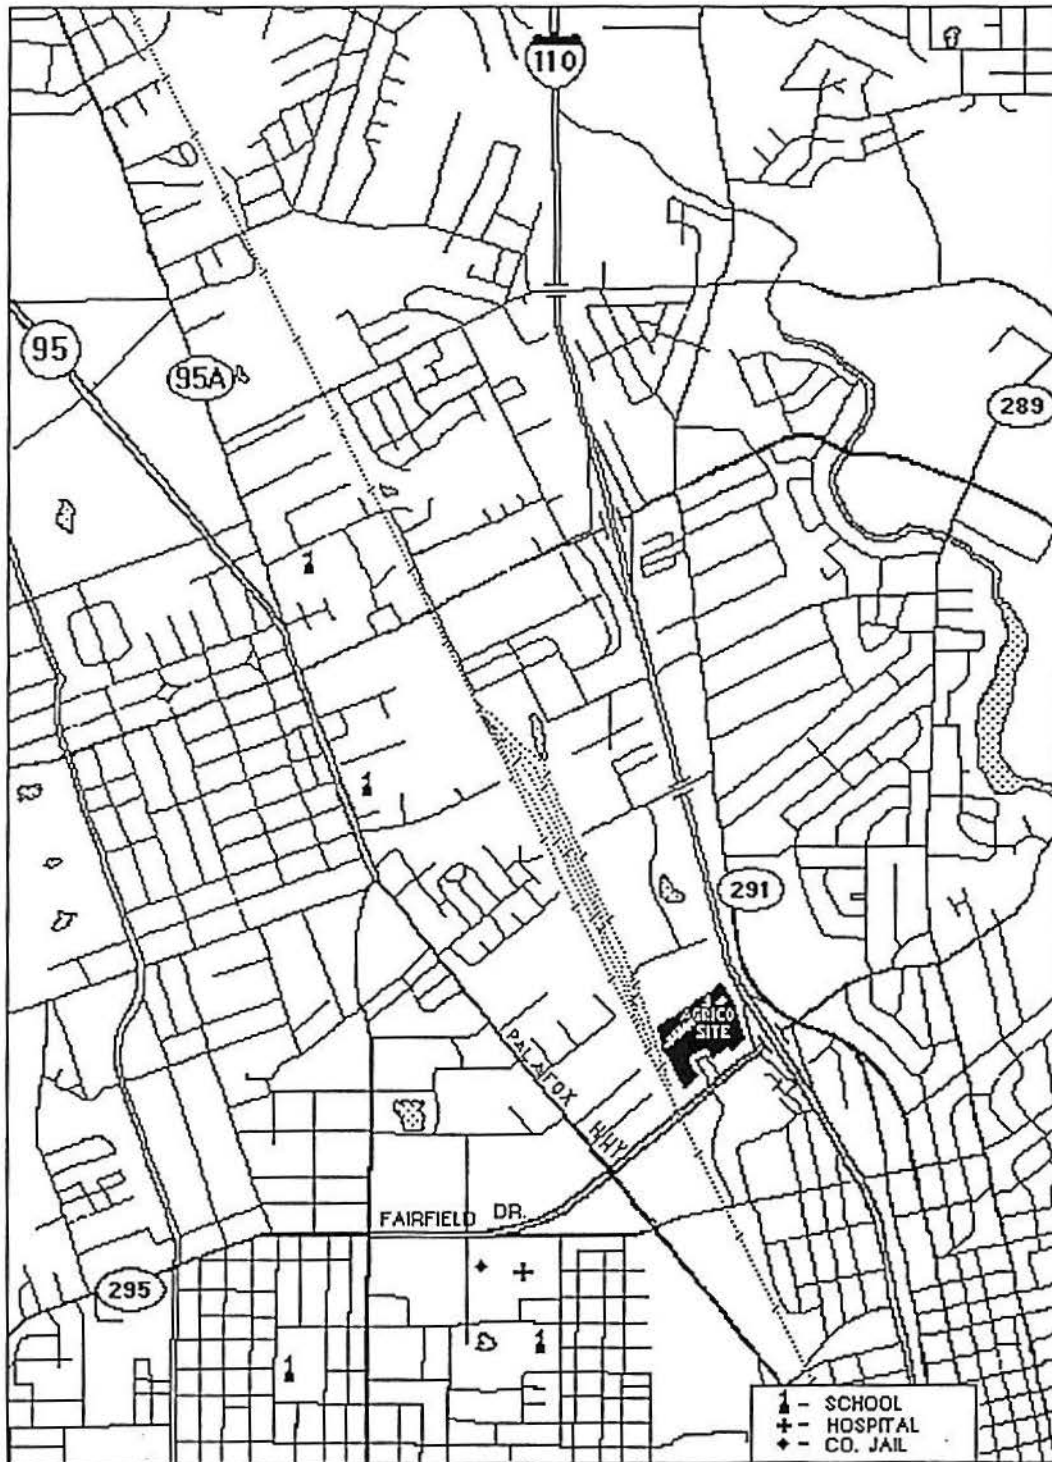 110
95
95A
289
291
AGRICO
SITE
PALAFOX HWY
FAIRFIELD DR.
295
- SCHOOL
- HOSPITAL
- CO. JAIL